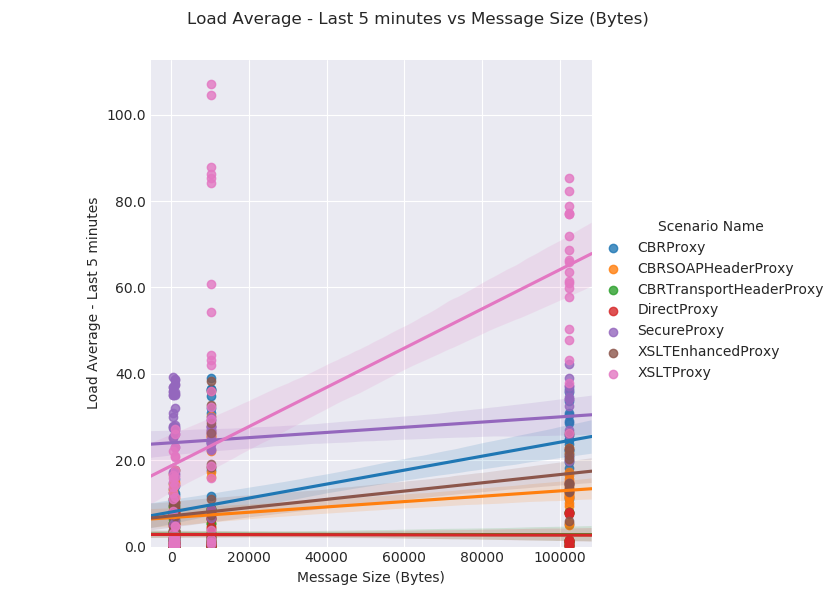 Load Average - Last 5 minutes vs Message Size (Bytes)
Load Average - Last 5 minutes
100.0
80.0
60.0
40.0
20.0
0.0
0
20000
40000
60000
80000
100000
Message Size (Bytes)
Scenario Name
CBRProxy
CBRSOAPHeaderProxy
CBRTransportHeaderProxy
DirectProxy
SecureProxy
XSLTEnhancedProxy
XSLTProxy